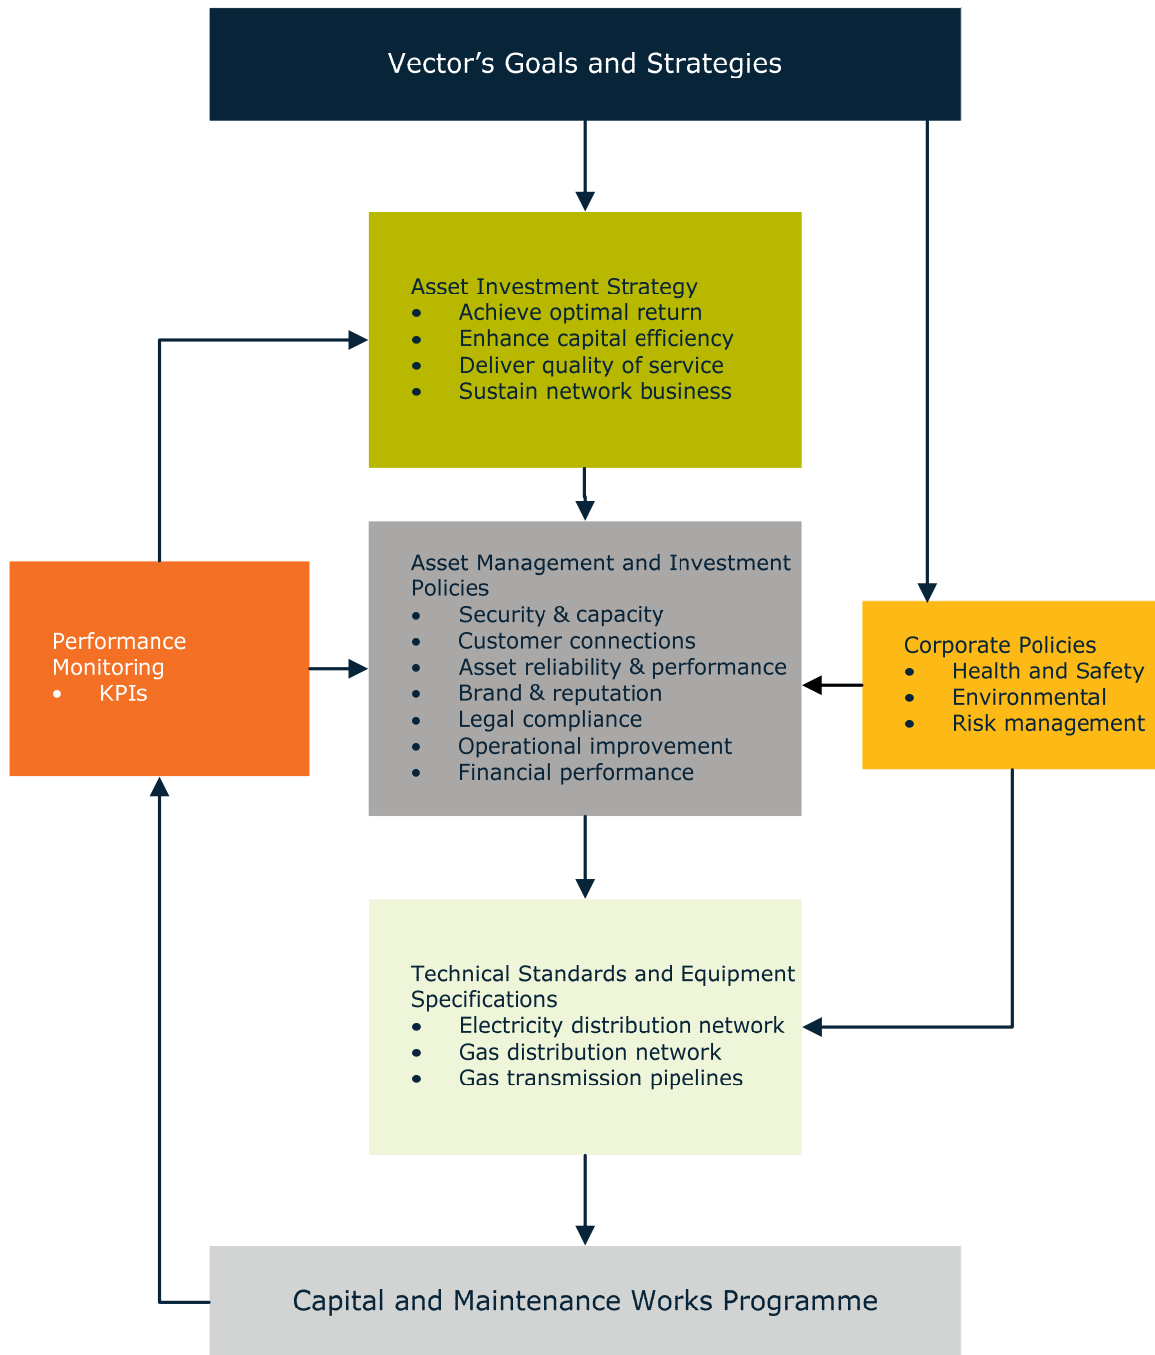 Vector’s Goals and Strategies
Asset Investment Strategy
• Achieve optimal return
• Enhance capital efficiency
• Deliver quality of service
• Sustain network business
Asset Management and Investment
Policies
• Security & capacity
• Customer connections
• Asset reliability & performance
• Brand & reputation
• Legal compliance
• Operational improvement
• Financial performance
Performance
Monitoring
• KPIs
Corporate Policies
• Health and Safety
• Environmental
• Risk management
Technical Standards and Equipment
Specifications
• Electricity distribution network
• Gas distribution network
• Gas transmission pipelines
Capital and Maintenance Works Programme